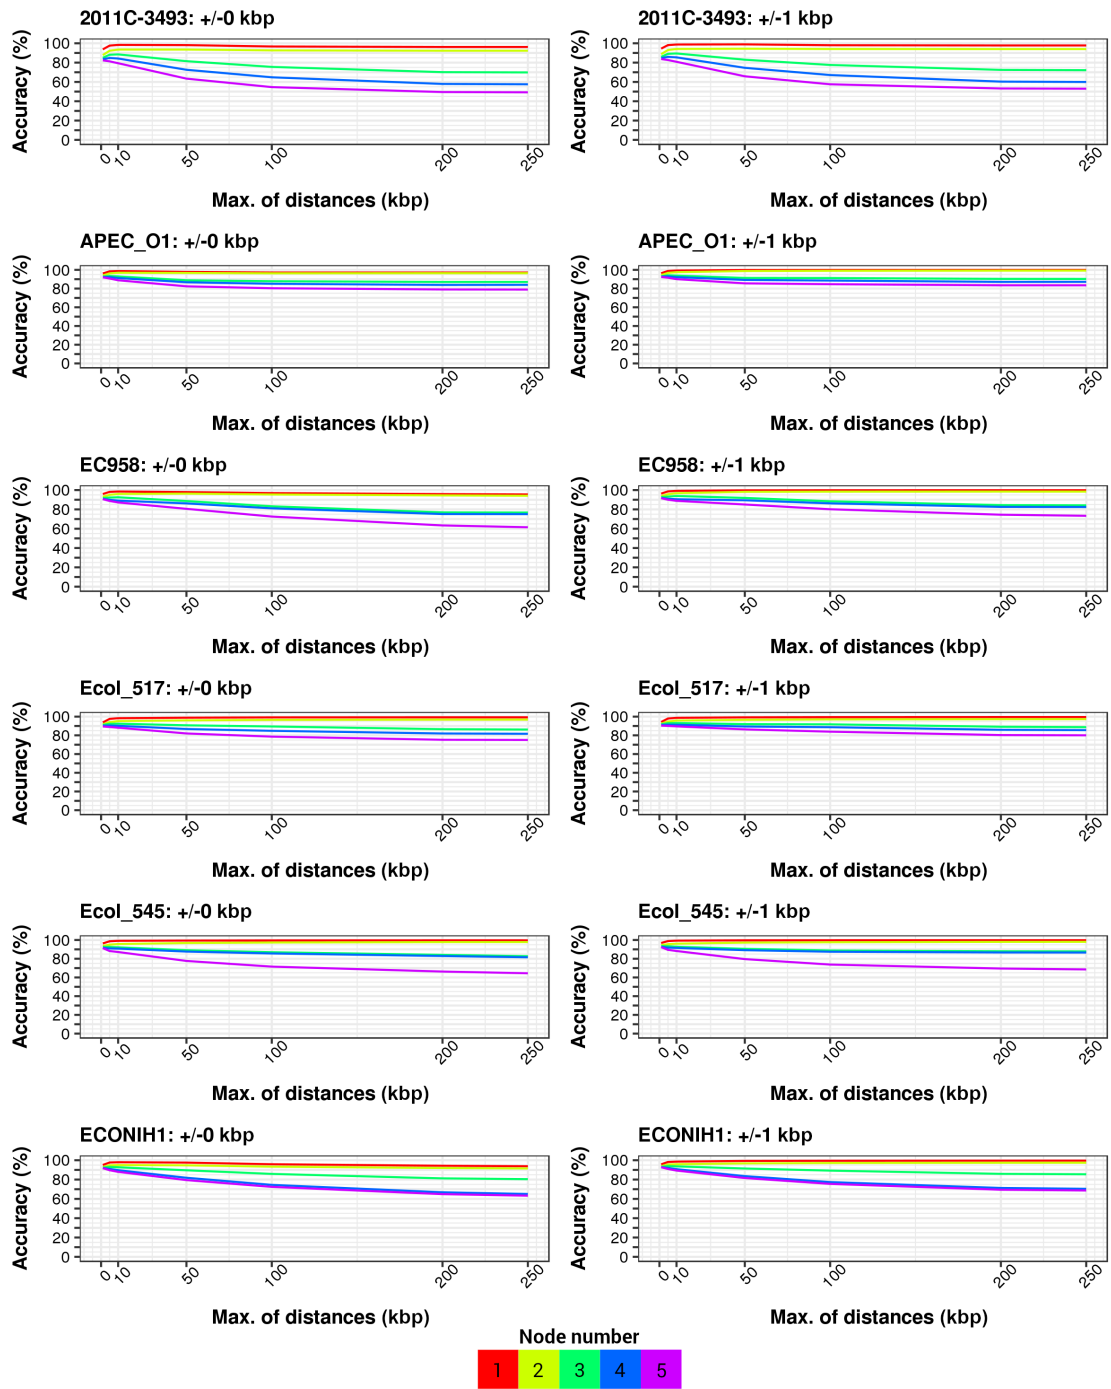 2011C-3493: +/-0 kbp
Accuracy (%)
100
80
60
40
20
0
0 10 50 100 200 250
Max. of distances (kbp)
2011C-3493: +/-1 kbp
Accuracy (%)
100
80
60
40
20
0
0 10 50 100 200 250
Max. of distances (kbp)
APEC_O1: +/-0 kbp
Accuracy (%)
100
80
60
40
20
0
0 10 50 100 200 250
Max. of distances (kbp)
APEC_O1: +/-1 kbp
Accuracy (%)
100
80
60
40
20
0
0 10 50 100 200 250
Max. of distances (kbp)
EC958: +/-0 kbp
Accuracy (%)
100
80
60
40
20
0
0 10 50 100 200 250
Max. of distances (kbp)
EC958: +/-1 kbp
Accuracy (%)
100
80
60
40
20
0
0 10 50 100 200 250
Max. of distances (kbp)
Ecol_517: +/-0 kbp
Accuracy (%)
100
80
60
40
20
0
0 10 50 100 200 250
Max. of distances (kbp)
Ecol_517: +/-1 kbp
Accuracy (%)
100
80
60
40
20
0
0 10 50 100 200 250
Max. of distances (kbp)
Ecol_545: +/-0 kbp
Accuracy (%)
100
80
60
40
20
0
0 10 50 100 200 250
Max. of distances (kbp)
Ecol_545: +/-1 kbp
Accuracy (%)
100
80
60
40
20
0
0 10 50 100 200 250
Max. of distances (kbp)
ECONIH1: +/-0 kbp
Accuracy (%)
100
80
60
40
20
0
0 10 50 100 200 250
Max. of distances (kbp)
ECONIH1: +/-1 kbp
Accuracy (%)
100
80
60
40
20
0
0 10 50 100 200 250
Max. of distances (kbp)
Node number
1 2 3 4 5